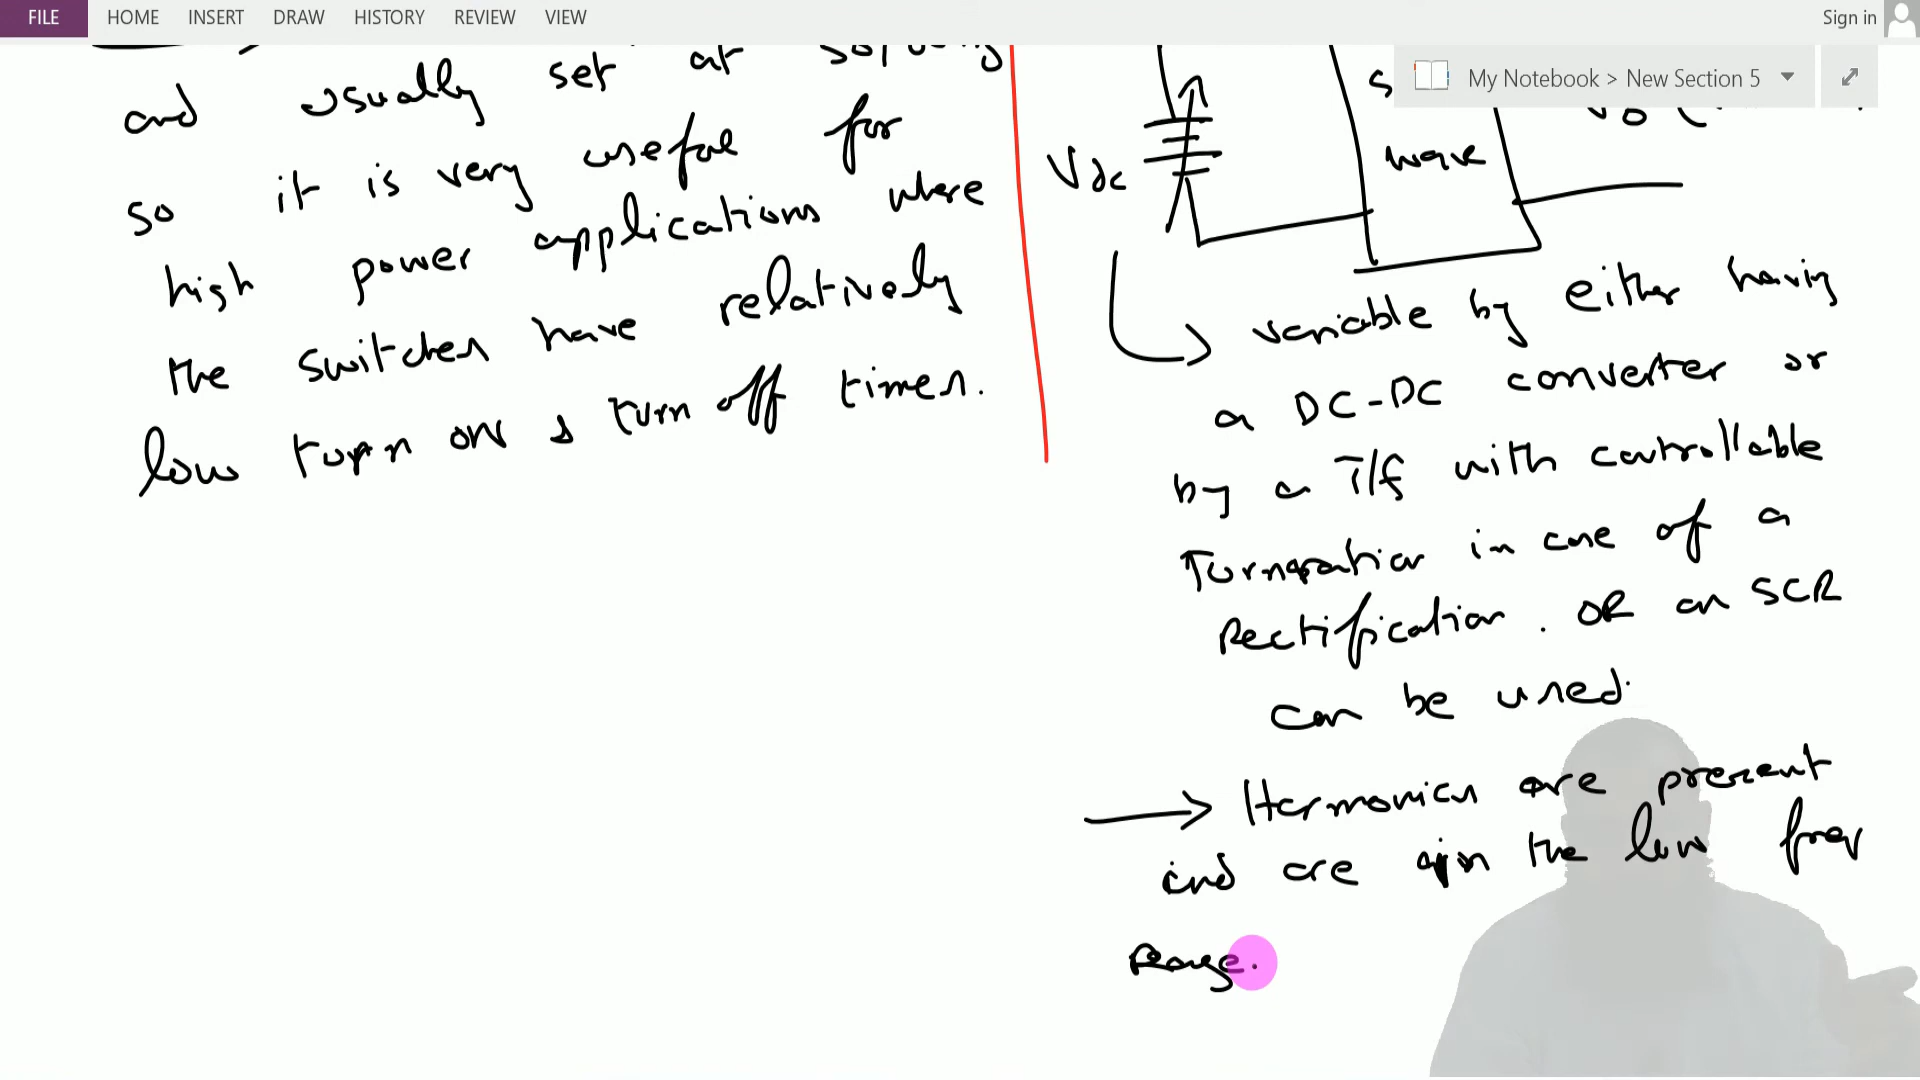 FILE HOME INSERT DRAW HISTORY REVIEW VIEW Sign in
My Notebook > New Section 5
and usually set at
so it is very useful for
high power applications where
the switches have relatively
low turn on & turn off times.
Vdc
wave
variable by either having
a DC-DC converter or
by a T/f with controllable
Turnsratio in case of a
Rectification. OR an SCR
can be used.
→ Harmonics are present
and are in the low freq
Range.